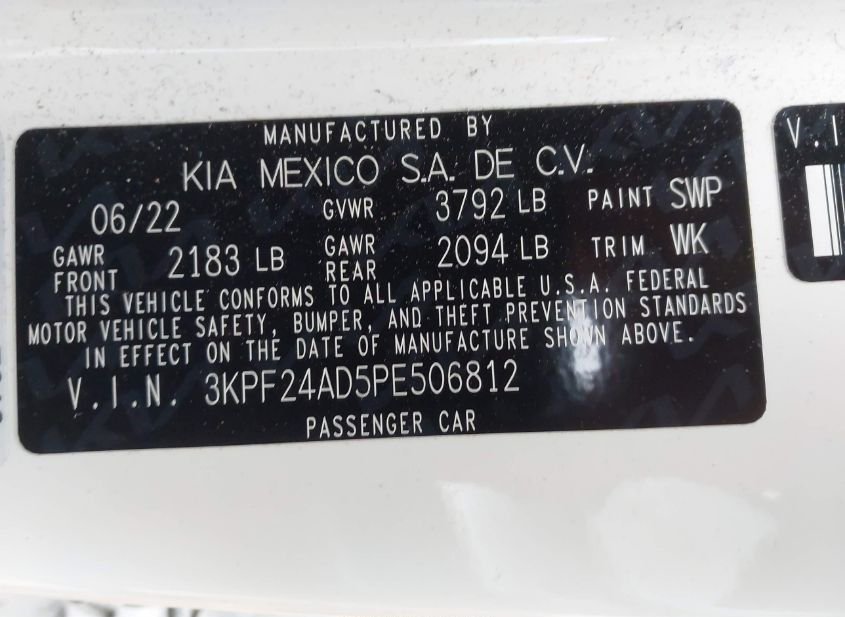 MANUFACTURED BY
KIA MEXICO S.A. DE C.V.
06/22 GVWR 3792 LB PAINT SWP
GAWR FRONT 2183 LB GAWR REAR 2094 LB TRIM WK
THIS VEHICLE CONFORMS TO ALL APPLICABLE U.S.A. FEDERAL
MOTOR VEHICLE SAFETY, BUMPER, AND THEFT PREVENTION STANDARDS
IN EFFECT ON THE DATE OF MANUFACTURE SHOWN ABOVE.
V.I.N. 3KPF24AD5PE506812
PASSENGER CAR
V.I